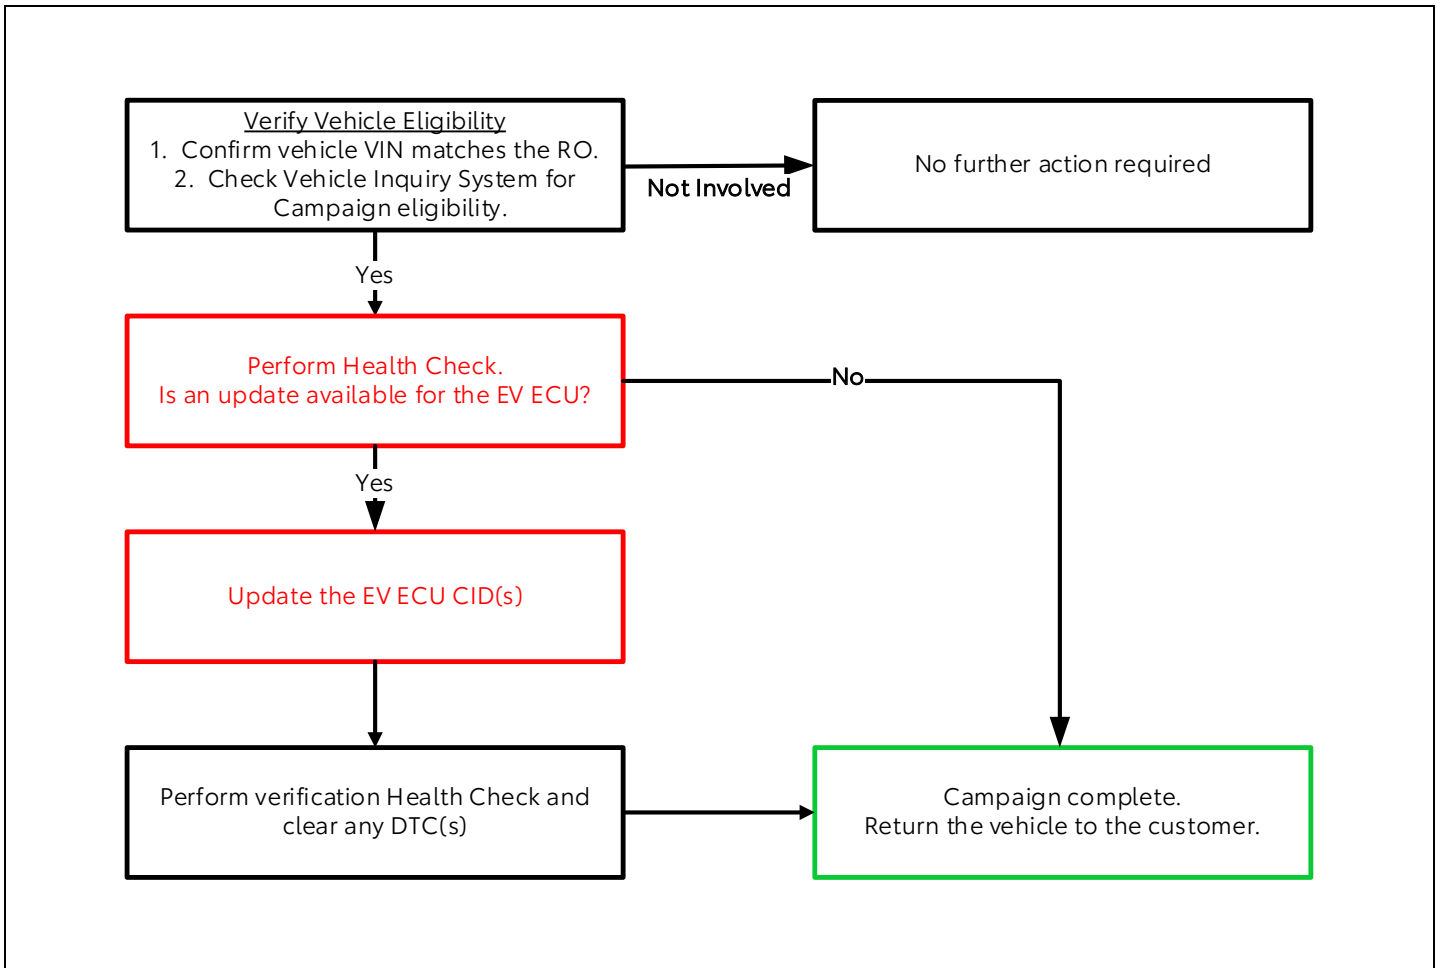 Verify Vehicle Eligibility
1. Confirm vehicle VIN matches the RO.
2. Check Vehicle Inquiry System for
Campaign eligibility.
Not Involved
No further action required
Yes
Perform Health Check.
Is an update available for the EV ECU?
No
Yes
Update the EV ECU CID(s)
Perform verification Health Check and
clear any DTC(s)
Campaign complete.
Return the vehicle to the customer.